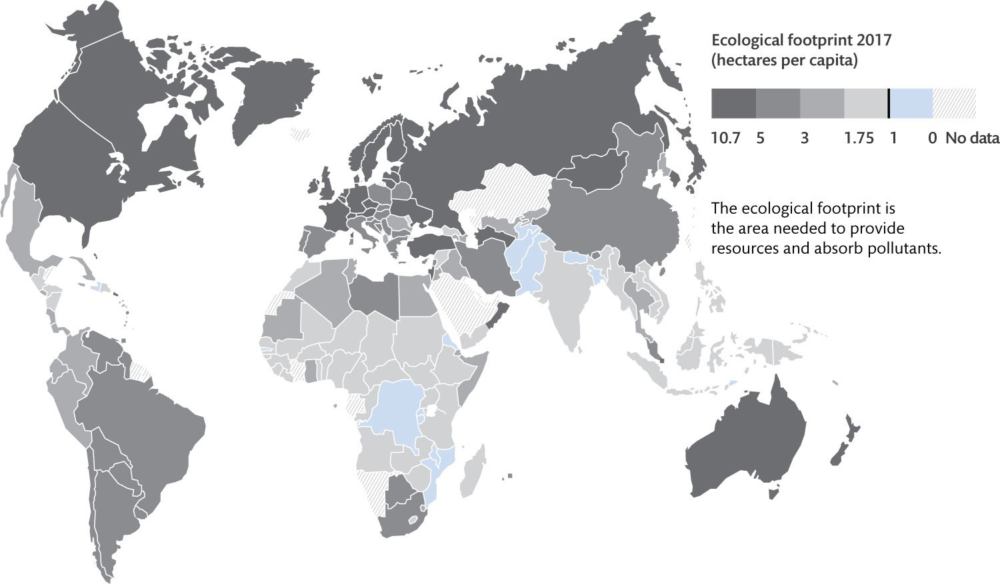 Ecological footprint 2017
(hectares per capita)
10.7 5 3 1.75 1 0 No data
The ecological footprint is
the area needed to provide
resources and absorb pollutants.